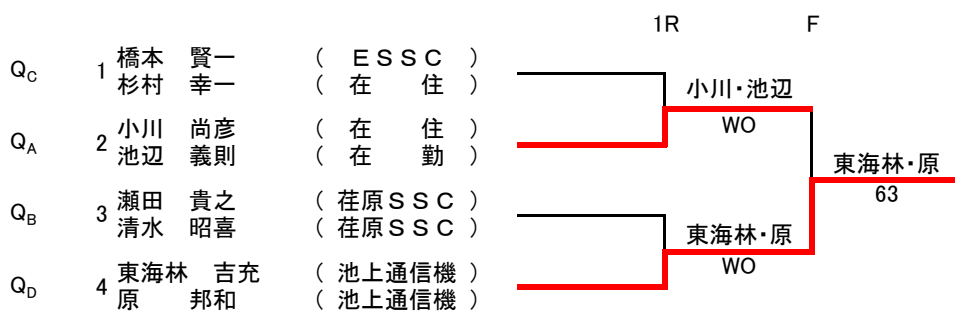 1R F
Q_C 1 橋本 賢一 ( ESSC )
杉村 幸一 ( 在 住 )
小川・池辺
WO
Q_A 2 小川 尚彦 ( 在 住 )
池辺 義則 ( 在 勤 )
東海林・原
63
Q_B 3 瀬田 貴之 ( 荏原SSC )
清水 昭喜 ( 荏原SSC )
東海林・原
WO
Q_D 4 東海林 吉充 ( 池上通信機 )
原 邦和 ( 池上通信機 )